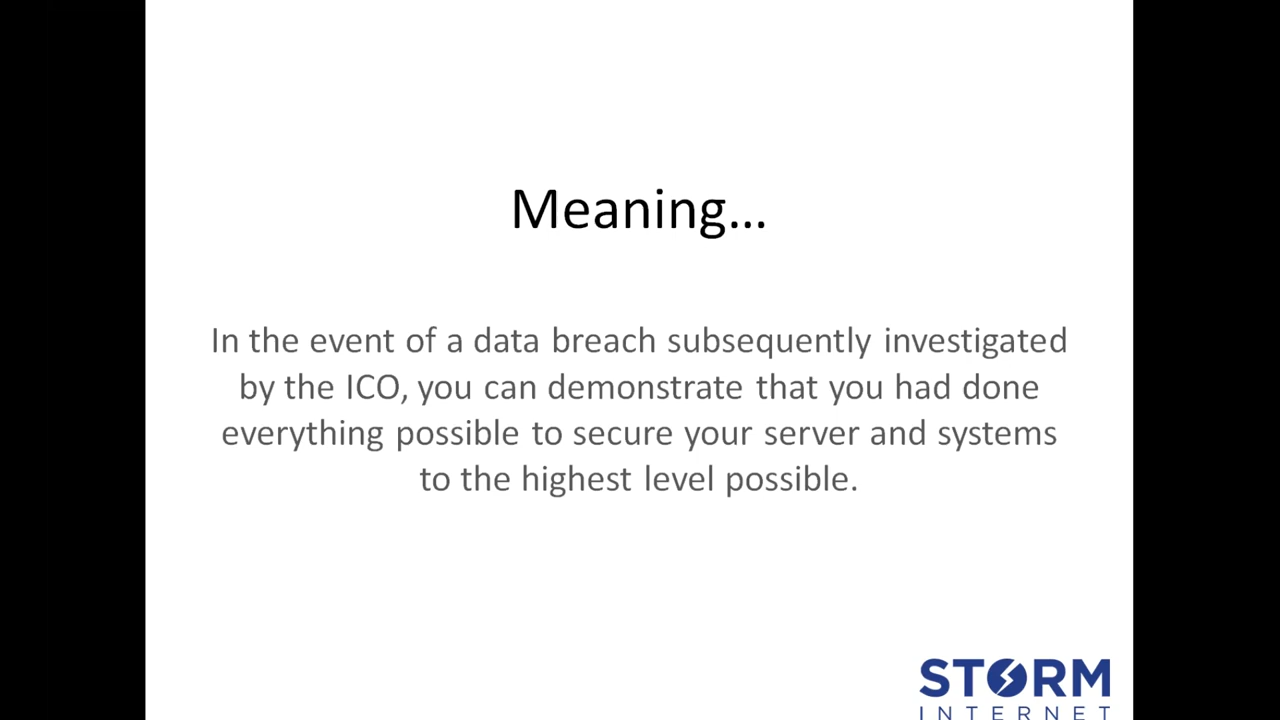 Meaning...
In the event of a data breach subsequently investigated
by the ICO, you can demonstrate that you had done
everything possible to secure your server and systems
to the highest level possible.
STORM
INTERNET